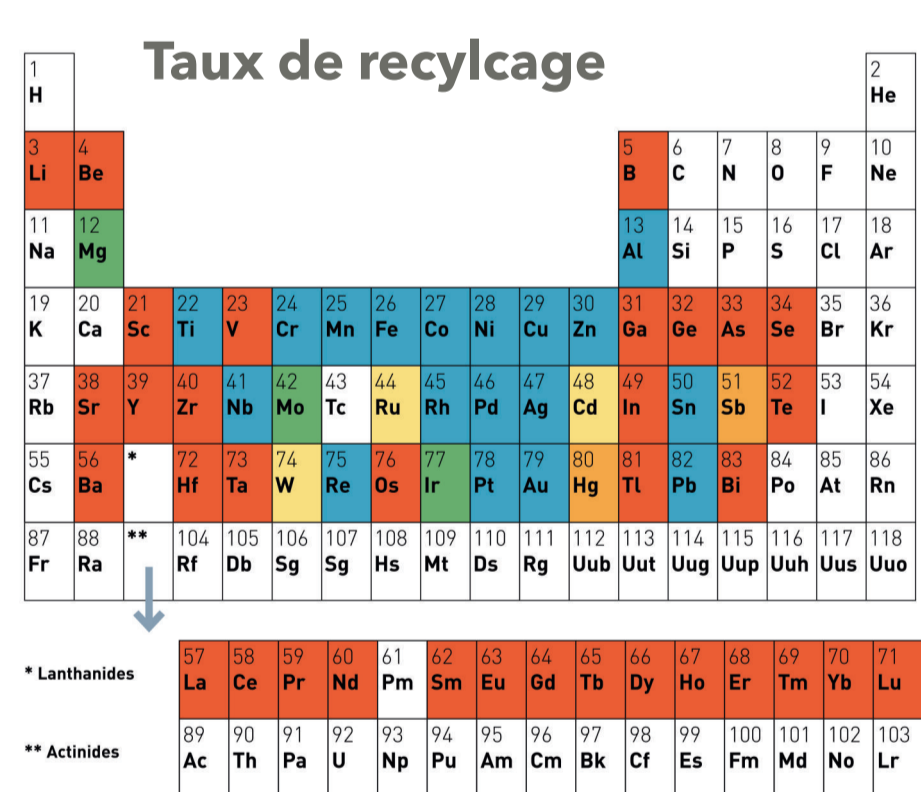 Taux de recylcage
1 2
H He
3 4 5 6 7 8 9 10
Li Be B C N O F Ne
11 12 13 14 15 16 17 18
Na Mg Al Si P S Cl Ar
19 20 21 22 23 24 25 26 27 28 29 30 31 32 33 34 35 36
K Ca Sc Ti V Cr Mn Fe Co Ni Cu Zn Ga Ge As Se Br Kr
37 38 39 40 41 42 43 44 45 46 47 48 49 50 51 52 53 54
Rb Sr Y Zr Nb Mo Tc Ru Rh Pd Ag Cd In Sn Sb Te I Xe
55 56 * 72 73 74 75 76 77 78 79 80 81 82 83 84 85 86
Cs Ba Hf Ta W Re Os Ir Pt Au Hg Tl Pb Bi Po At Rn
87 88 ** 104 105 106 107 108 109 110 111 112 113 114 115 116 117 118
Fr Ra Rf Db Sg Sg Hs Mt Ds Rg Uub Uut Uug Uup Uuh Uus Uuo
57 58 59 60 61 62 63 64 65 66 67 68 69 70 71
* Lanthanides La Ce Pr Nd Pm Sm Eu Gd Tb Dy Ho Er Tm Yb Lu
89 90 91 92 93 94 95 96 97 98 99 100 101 102 103
** Actinides Ac Th Pa U Np Pu Am Cm Bk Cf Es Fm Md No Lr